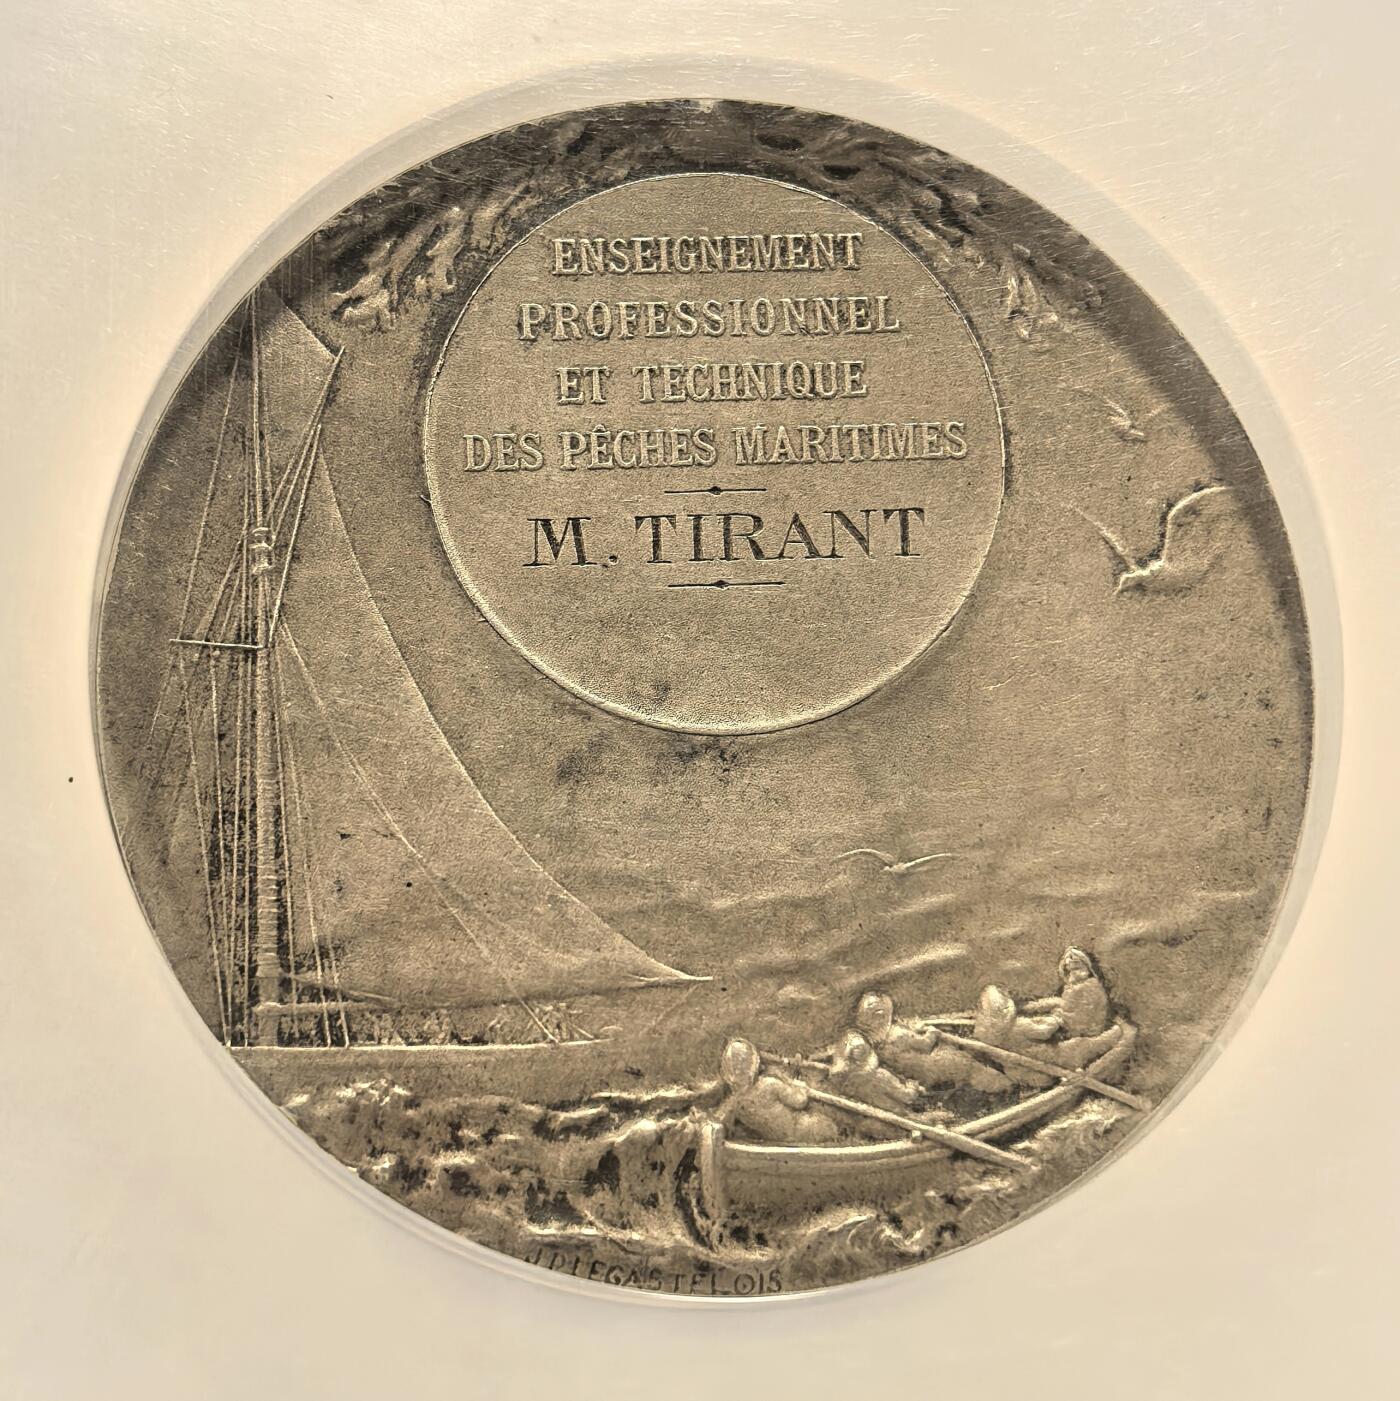 ENSEIGNEMENT
PROFESSIONNEL
ET TECHNIQUE
DES PÊCHES MARITIMES
M. TIRANT
J.P.LEGASTELOIS